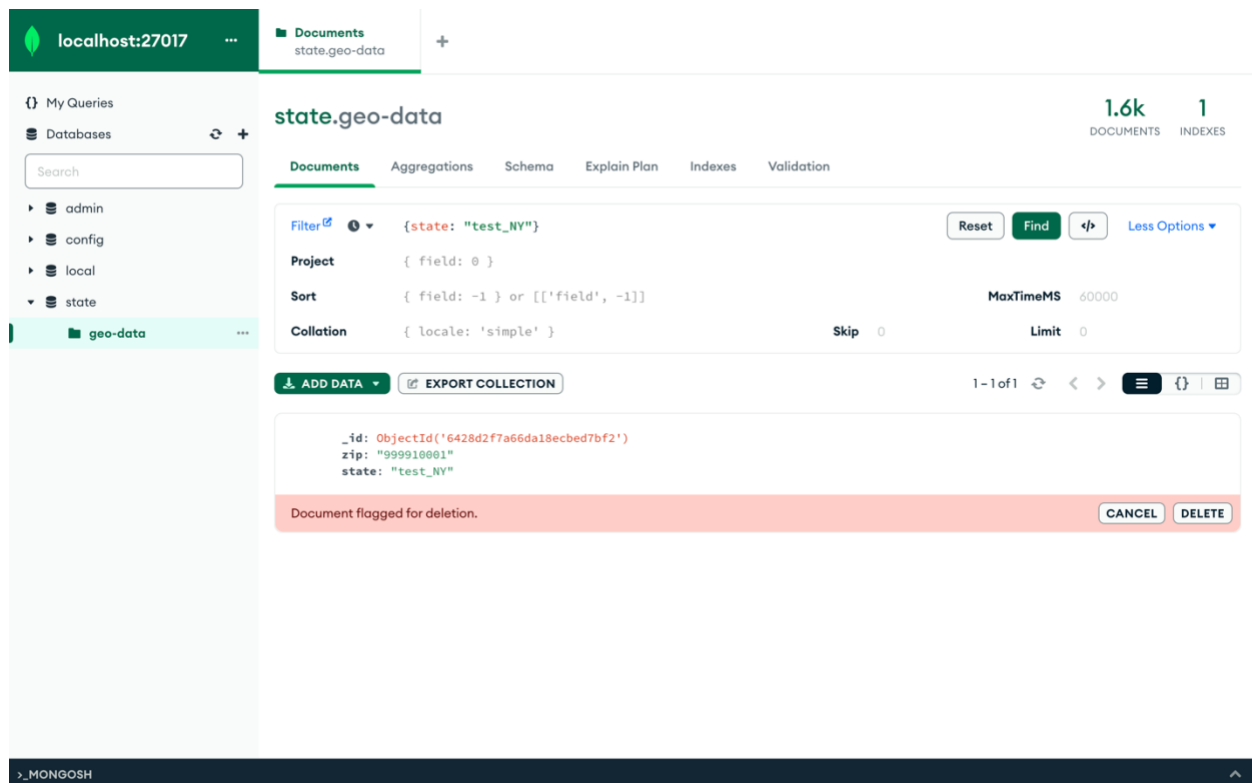 localhost:27017 ...
Documents
state.geo-data
+
{} My Queries
Databases
Search
admin
config
local
state
geo-data ...
state.geo-data
1.6k
DOCUMENTS
1
INDEXES
Documents Aggregations Schema Explain Plan Indexes Validation
Filter {state: "test_NY"} Reset Find </> Less Options
Project { field: 0 }
Sort { field: -1 } or [['field', -1]] MaxTimeMS 60000
Collation { locale: 'simple' } Skip 0 Limit 0
ADD DATA EXPORT COLLECTION 1–1 of 1 {}
_id: ObjectId('6428d2f7a66da18ecbed7bf2')
zip: "999910001"
state: "test_NY"
Document flagged for deletion. CANCEL DELETE
>_MONGOSH